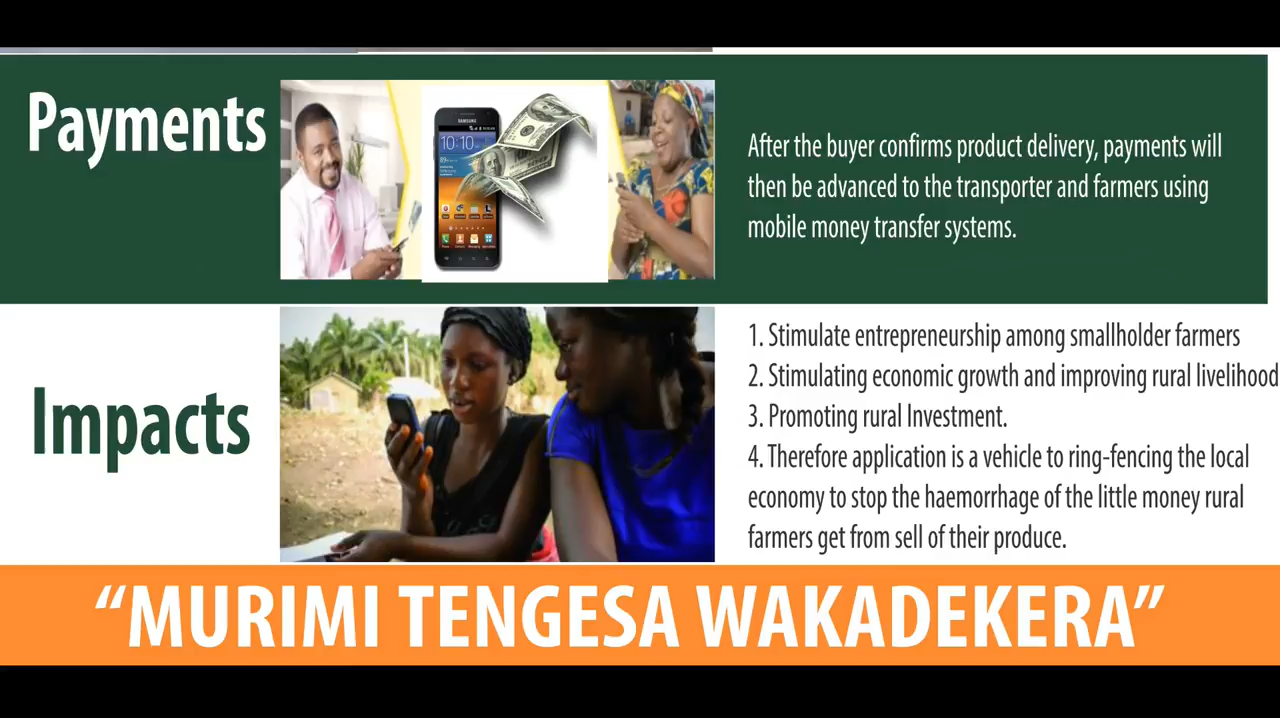 Payments
After the buyer confirms product delivery, payments will
then be advanced to the transporter and farmers using
mobile money transfer systems.
SAMSUNG
10:10
Impacts
1. Stimulate entrepreneurship among smallholder farmers
2. Stimulating economic growth and improving rural livelihood
3. Promoting rural Investment.
4. Therefore application is a vehicle to ring-fencing the local
economy to stop the haemorrhage of the little money rural
farmers get from sell of their produce.
“MURIMI TENGESA WAKADEKERA”